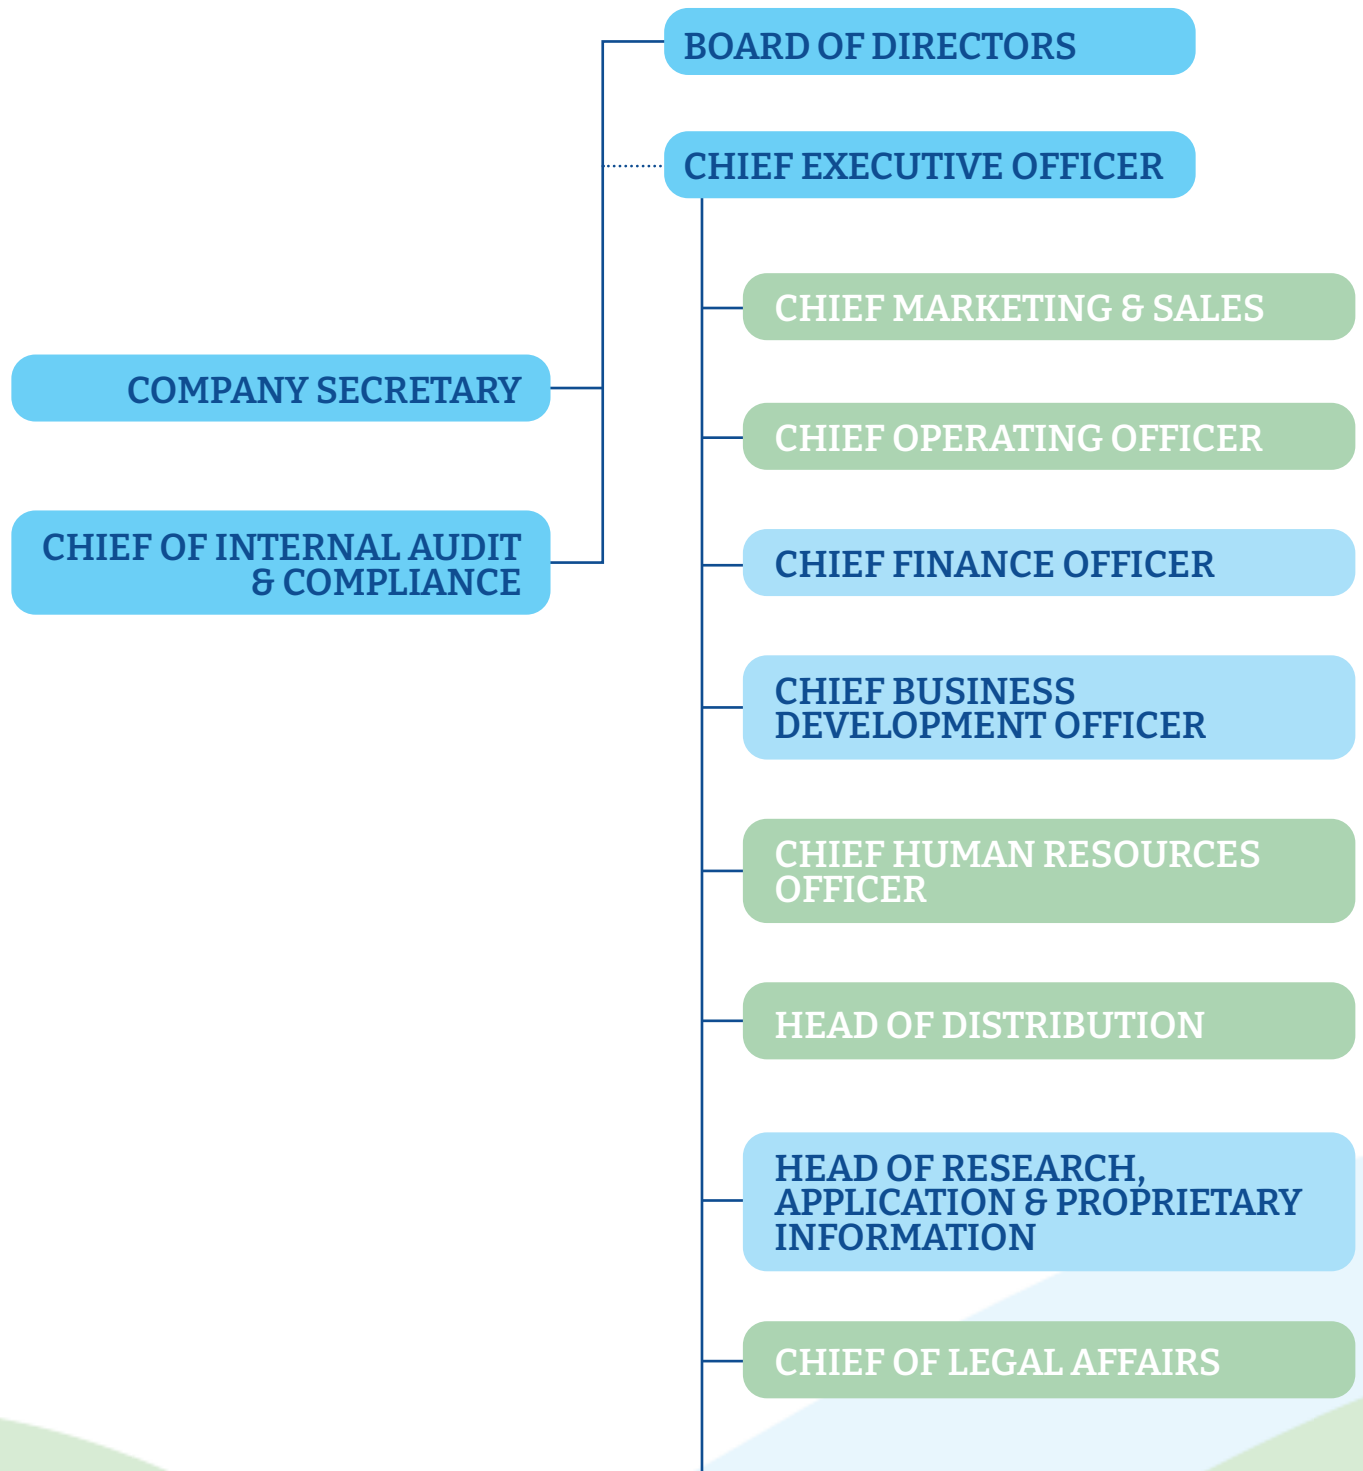 BOARD OF DIRECTORS
CHIEF EXECUTIVE OFFICER
CHIEF MARKETING & SALES
COMPANY SECRETARY
CHIEF OPERATING OFFICER
CHIEF OF INTERNAL AUDIT
& COMPLIANCE
CHIEF FINANCE OFFICER
CHIEF BUSINESS
DEVELOPMENT OFFICER
CHIEF HUMAN RESOURCES
OFFICER
HEAD OF DISTRIBUTION
HEAD OF RESEARCH,
APPLICATION & PROPRIETARY
INFORMATION
CHIEF OF LEGAL AFFAIRS